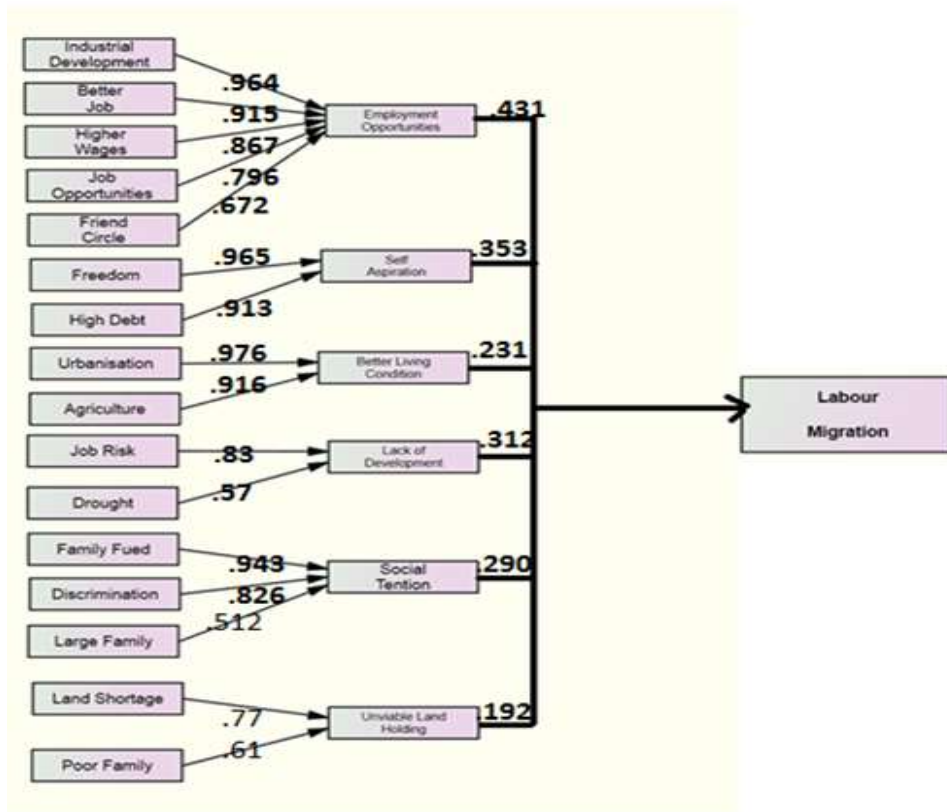 Industrial
Development
.964
Better
Job
.915
Employment
Opportunities
.431
Higher
Wages
.867
Job
Opportunities
.796
Friend
Circle
.672
Freedom
.965
Self
Aspiration
.353
High Debt
.913
Urbanisation
.976
Better Living
Condition
.231
Agriculture
.916
Labour
Migration
Job Risk
.83
Lack of
Development
.312
Drought
.57
Family Fued
.943
Social
Tention
.290
Discrimination
.826
Large Family
.512
Land Shortage
.77
Unviable Land
Holding
.192
Poor Family
.61